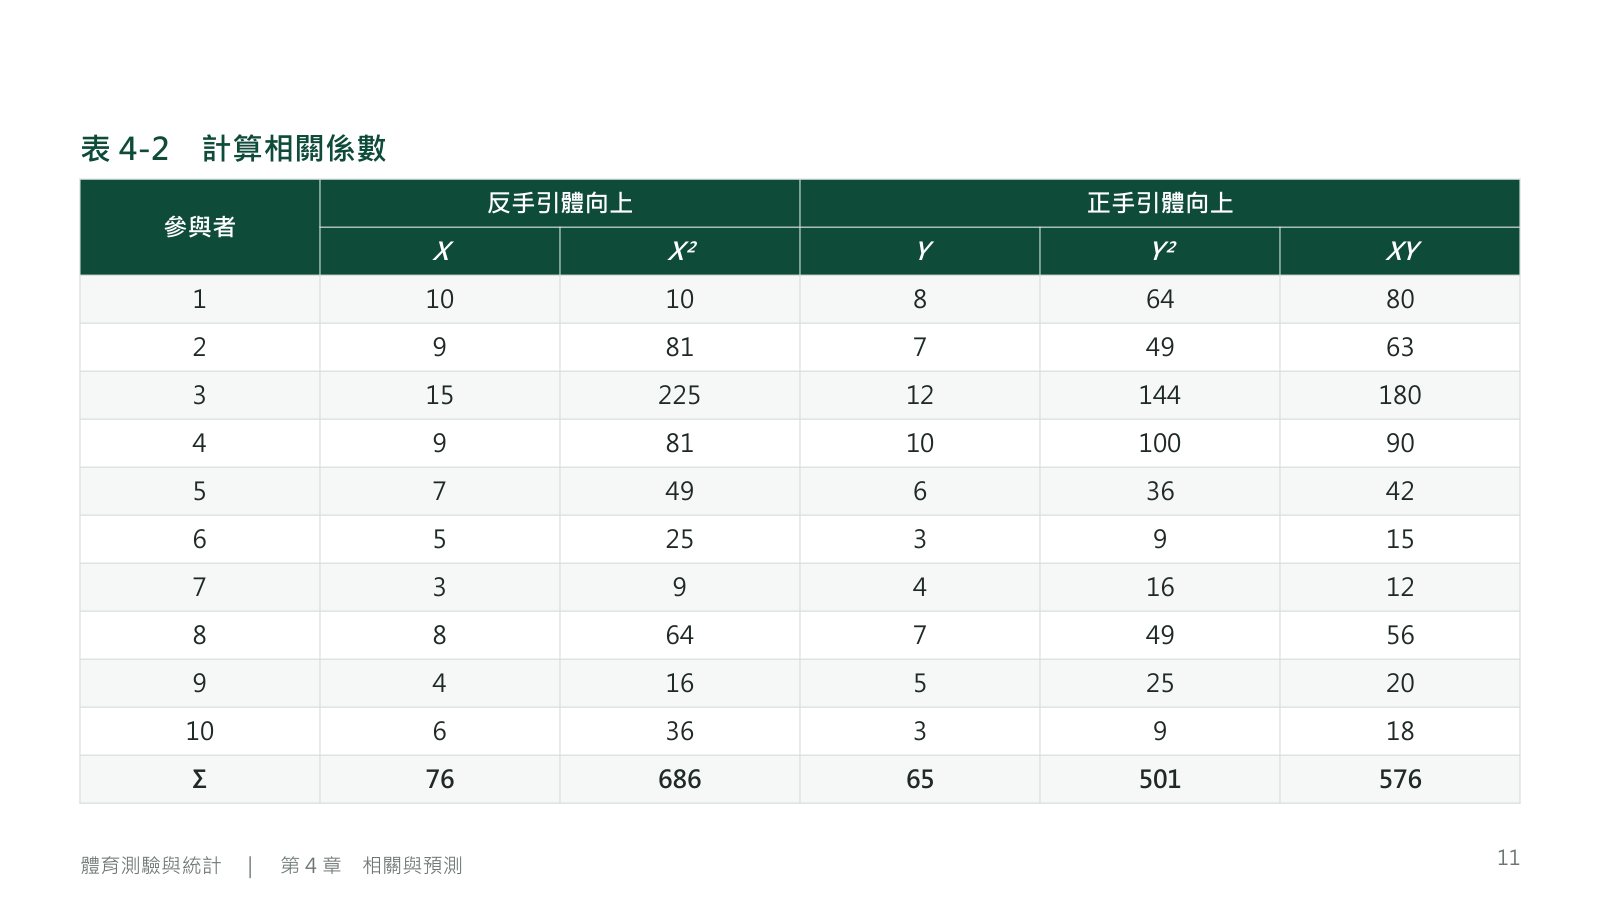 表 4-2　計算相關係數
參與者 反手引體向上 正手引體向上
X X² Y Y² XY
1 10 10 8 64 80
2 9 81 7 49 63
3 15 225 12 144 180
4 9 81 10 100 90
5 7 49 6 36 42
6 5 25 3 9 15
7 3 9 4 16 12
8 8 64 7 49 56
9 4 16 5 25 20
10 6 36 3 9 18
Σ 76 686 65 501 576
體育測驗與統計　|　第 4 章　相關與預測
11